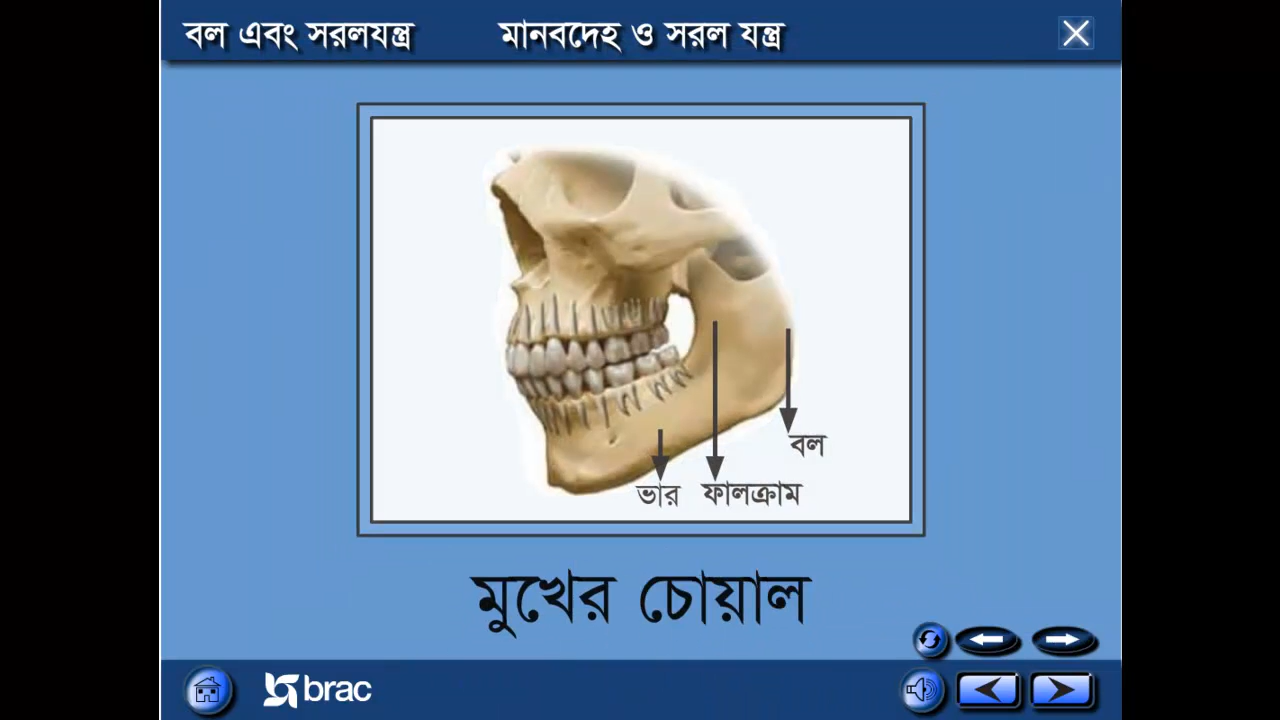 বল এবং সরলযন্ত্র
মানবদেহ ও সরল যন্ত্র
বল
ভার
ফালক্রাম
মুখের চোয়াল
brac